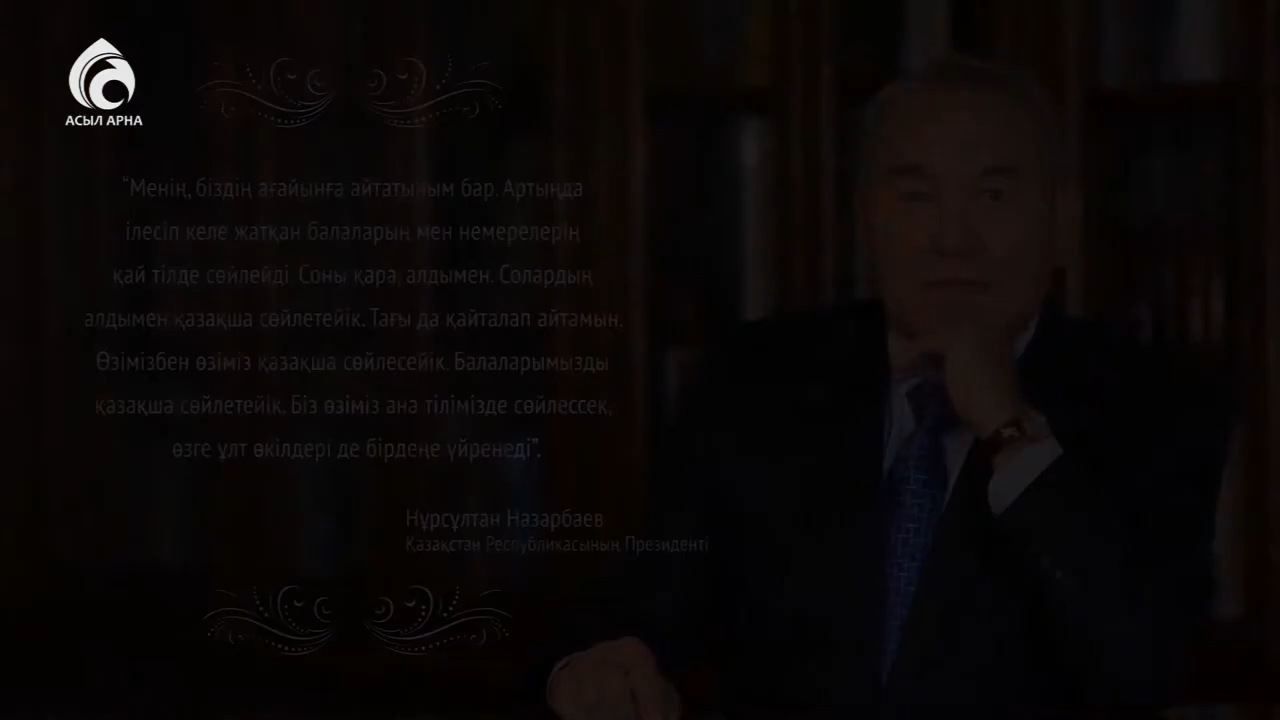 АСЫЛ АРНА
“Менің, біздің ағайынға айтатыным бар. Артыңда
ілесіп келе жатқан балаларың мен немерелерің
қай тілде сөйлейді. Соны қара, алдымен. Солардың
алдымен қазақша сөйлетейік. Тағы да қайталап айтамын.
Өзімізбен өзіміз қазақша сөйлесейік. Балаларымызды
қазақша сөйлетейік. Біз өзіміз ана тілімізде сөйлессек,
өзге ұлт өкілдері де бірдеңе үйренеді”.
Нұрсұлтан Назарбаев
Қазақстан Республикасының Президенті